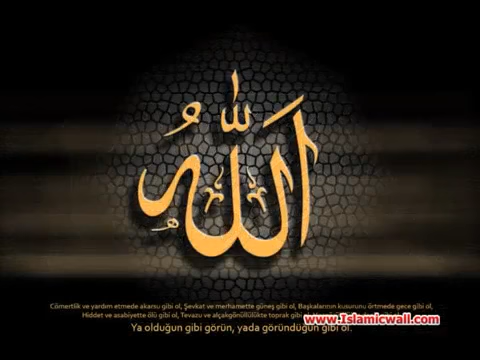 الله
Cömertlik ve yardım etmede akarsu gibi ol, Şevkat ve merhamette güneş gibi ol, Başkalarının kusurunu örtmede gece gibi ol,
Hiddet ve asabiyette ölü gibi ol, Tevazu ve alçakgönüllülükte toprak gibi
www.Islamicwall.com
Ya olduğun gibi görün, yada göründüğün gibi ol.